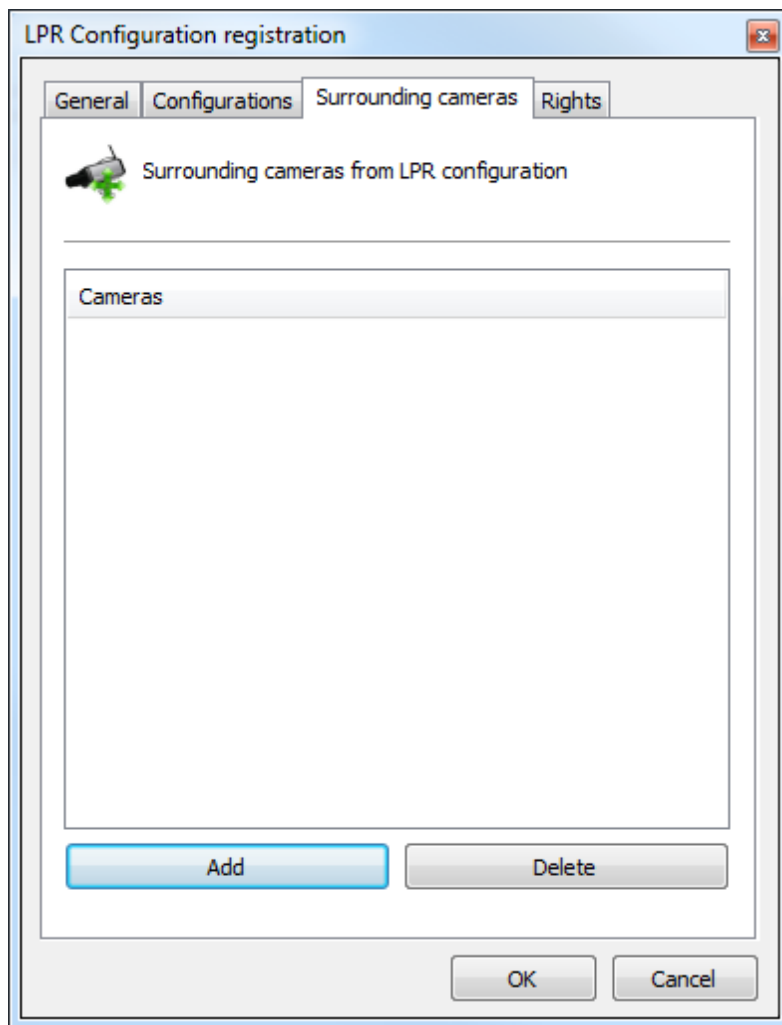 LPR Configuration registration
General Configurations Surrounding cameras Rights
Surrounding cameras from LPR configuration
Cameras
Add Delete
OK Cancel